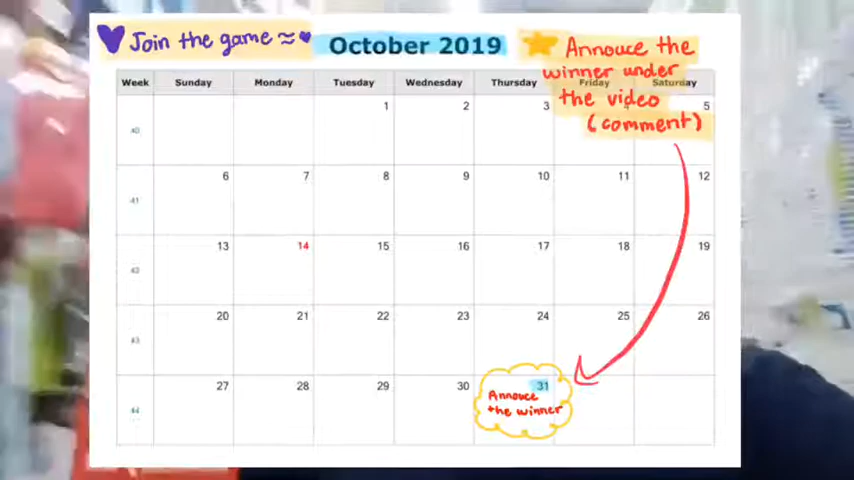 Join the game ≈
October 2019
Annouce the
winner under
the video
(comment)
Week Sunday Monday Tuesday Wednesday Thursday Friday Saturday
40 1 2 3 5
41 6 7 8 9 10 11 12
42 13 14 15 16 17 18 19
43 20 21 22 23 24 25 26
44 27 28 29 30 31
Annouce
the winner